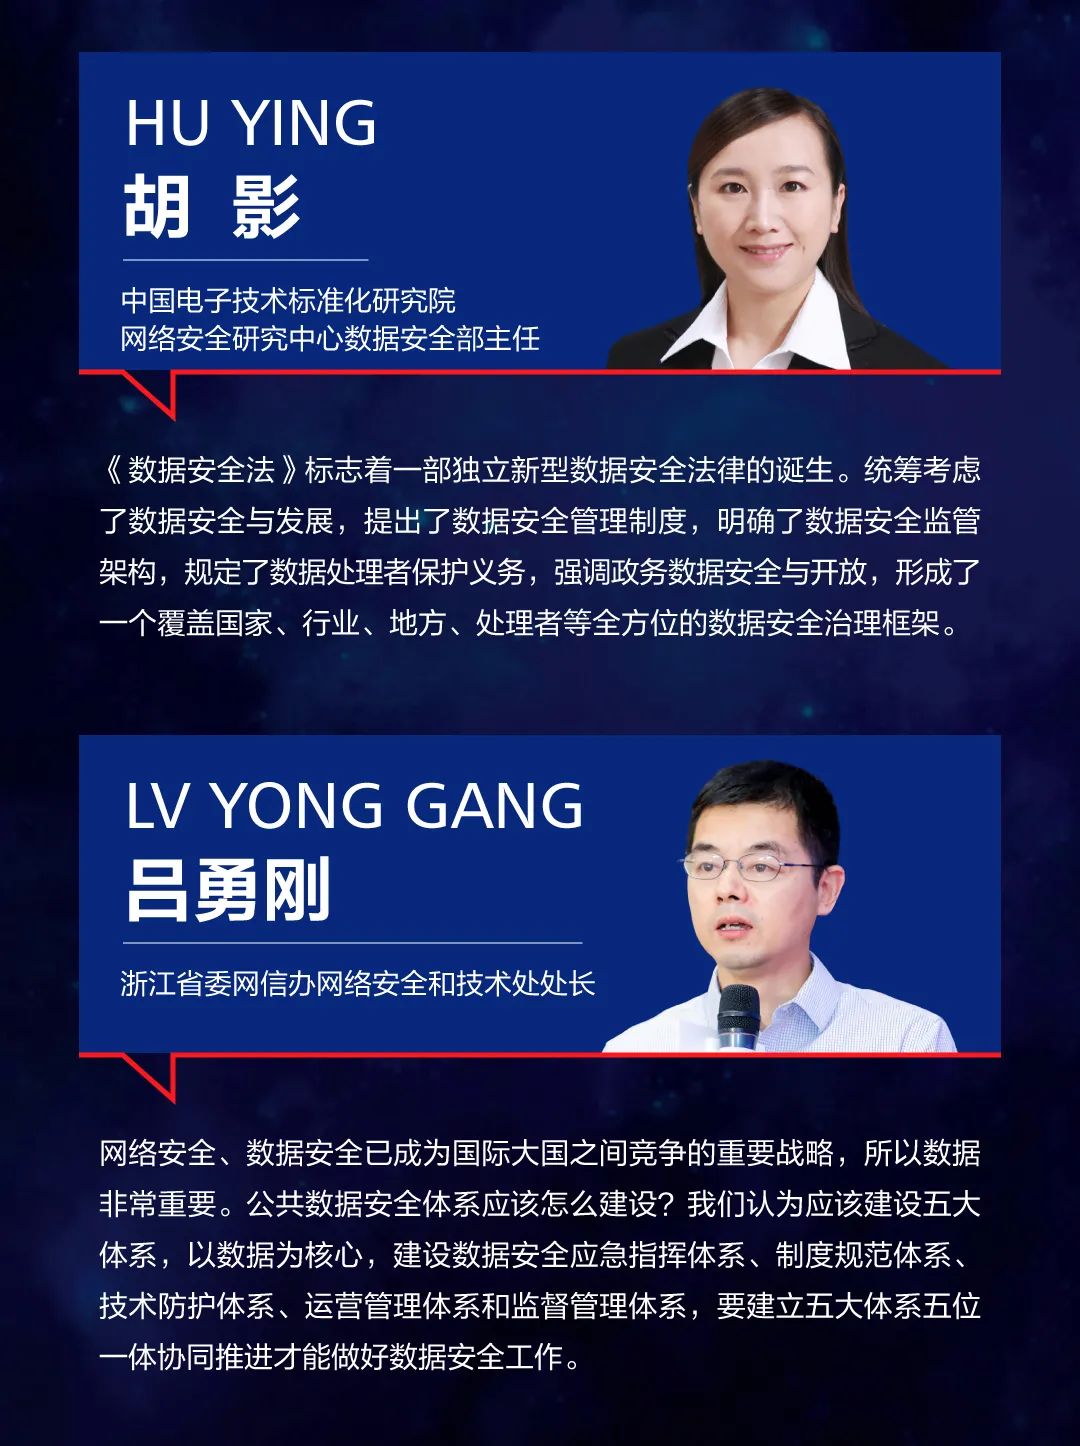 HU YING
胡 影
中国电子技术标准化研究院
网络安全研究中心数据安全部主任
《数据安全法》标志着一部独立新型数据安全法律的诞生。统筹考虑
了数据安全与发展，提出了数据安全管理制度，明确了数据安全监管
架构，规定了数据处理者保护义务，强调政务数据安全与开放，形成了
一个覆盖国家、行业、地方、处理者等全方位的数据安全治理框架。
LV YONG GANG
吕勇刚
浙江省委网信办网络安全和技术处处长
网络安全、数据安全已成为国际大国之间竞争的重要战略，所以数据
非常重要。公共数据安全体系应该怎么建设？我们认为应该建设五大
体系，以数据为核心，建设数据安全应急指挥体系、制度规范体系、
技术防护体系、运营管理体系和监督管理体系，要建立五大体系五位
一体协同推进才能做好数据安全工作。